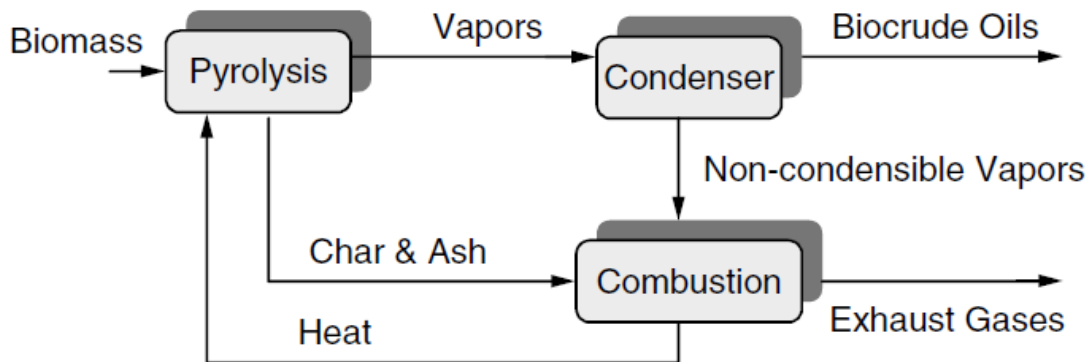 Biomass
Pyrolysis
Vapors
Condenser
Biocrude Oils
Non-condensible Vapors
Char & Ash
Combustion
Heat
Exhaust Gases